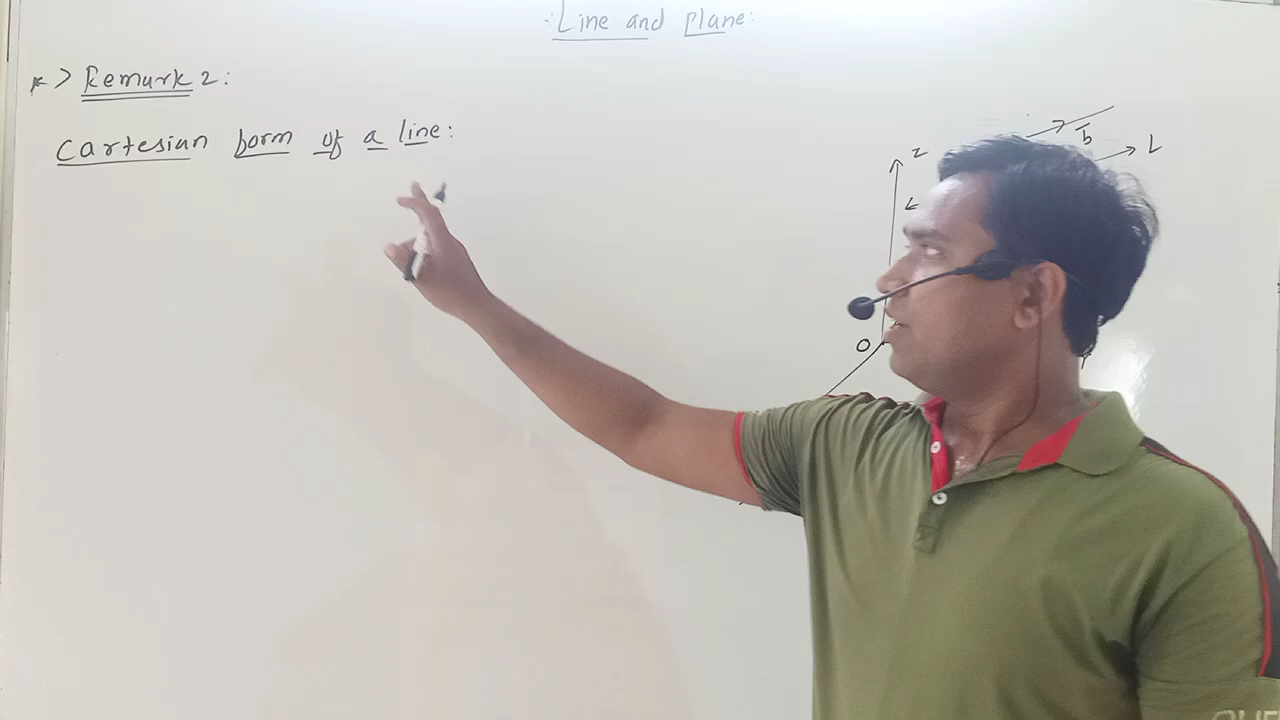 Line and plane:
*> Remark 2:
Cartesian form of a line:
z
b̅
L
O